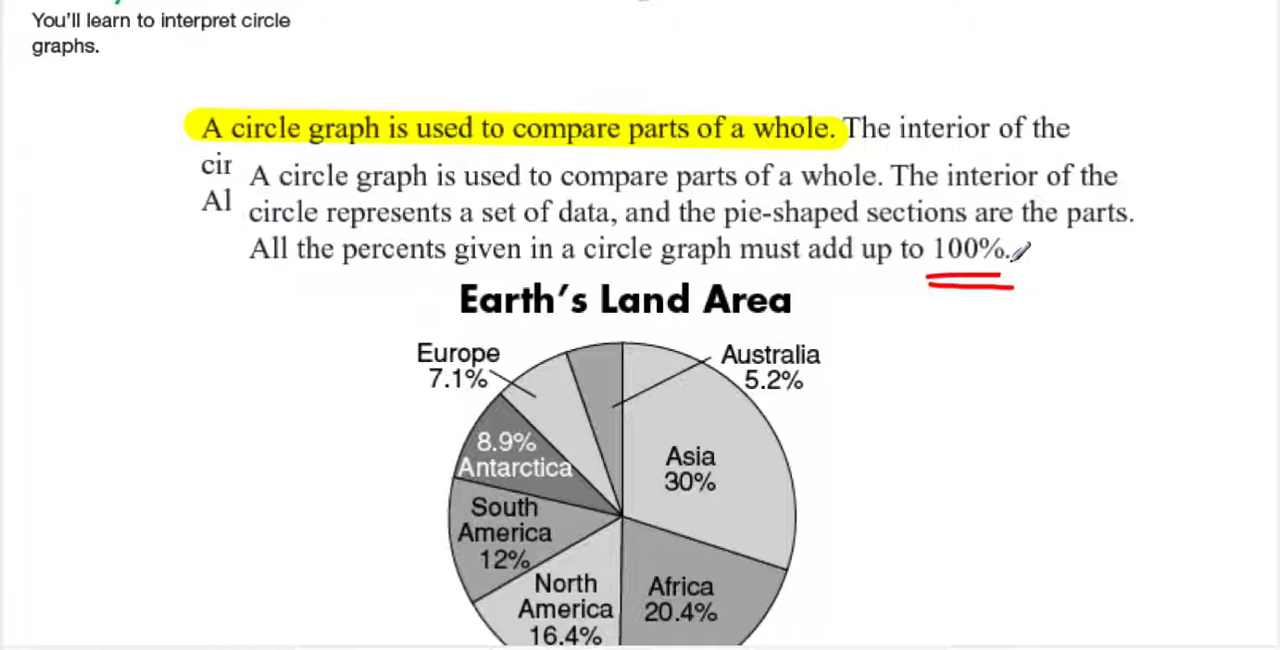 You'll learn to interpret circle
graphs.
A circle graph is used to compare parts of a whole. The interior of the
cir
Al
A circle graph is used to compare parts of a whole. The interior of the
circle represents a set of data, and the pie-shaped sections are the parts.
All the percents given in a circle graph must add up to 100%.
Earth's Land Area
Europe
7.1%
Australia
5.2%
8.9%
Antarctica
Asia
30%
South
America
12%
North
America
16.4%
Africa
20.4%